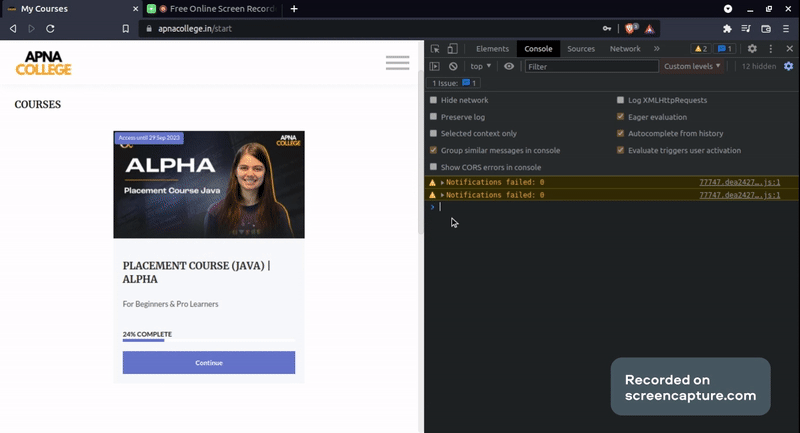 My Courses
Free Online Screen Record
apnacollege.in/start
APNA
COLLEGE
COURSES
Access until 29 Sep 2023
APNA
COLLEGE
ALPHA
Placement Course Java
PLACEMENT COURSE (JAVA) |
ALPHA
For Beginners & Pro Learners
24% COMPLETE
Continue
Elements
Console
Sources
Network
2
1
top
Filter
Custom levels
12 hidden
1 Issue:
1
Hide network
Log XMLHttpRequests
Preserve log
Eager evaluation
Selected context only
Autocomplete from history
Group similar messages in console
Evaluate triggers user activation
Show CORS errors in console
Notifications failed: 0
77747.dea2427….js:1
Notifications failed: 0
77747.dea2427….js:1
Recorded on
screencapture.com